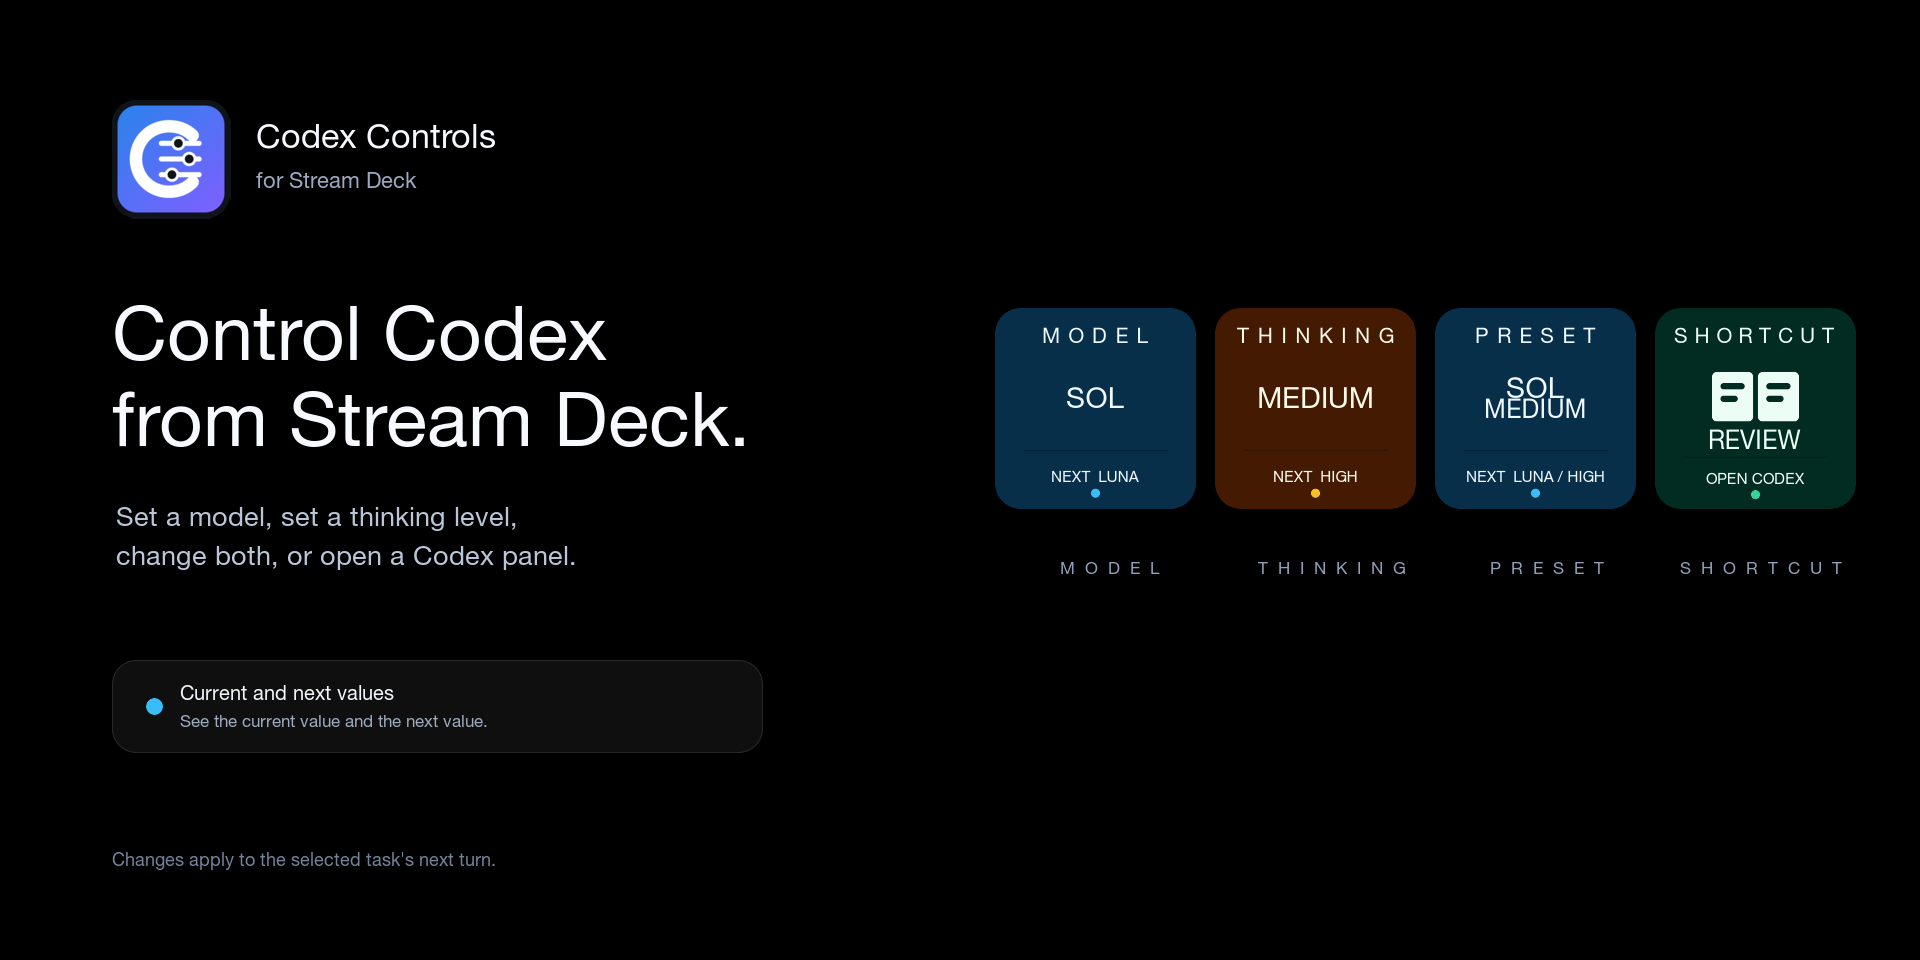 Codex Controls
for Stream Deck
Control Codex
from Stream Deck.
Set a model, set a thinking level,
change both, or open a Codex panel.
Current and next values
See the current value and the next value.
Changes apply to the selected task's next turn.
MODEL
SOL
NEXT LUNA
THINKING
MEDIUM
NEXT HIGH
PRESET
SOL
MEDIUM
NEXT LUNA / HIGH
SHORTCUT
REVIEW
OPEN CODEX
MODEL
THINKING
PRESET
SHORTCUT